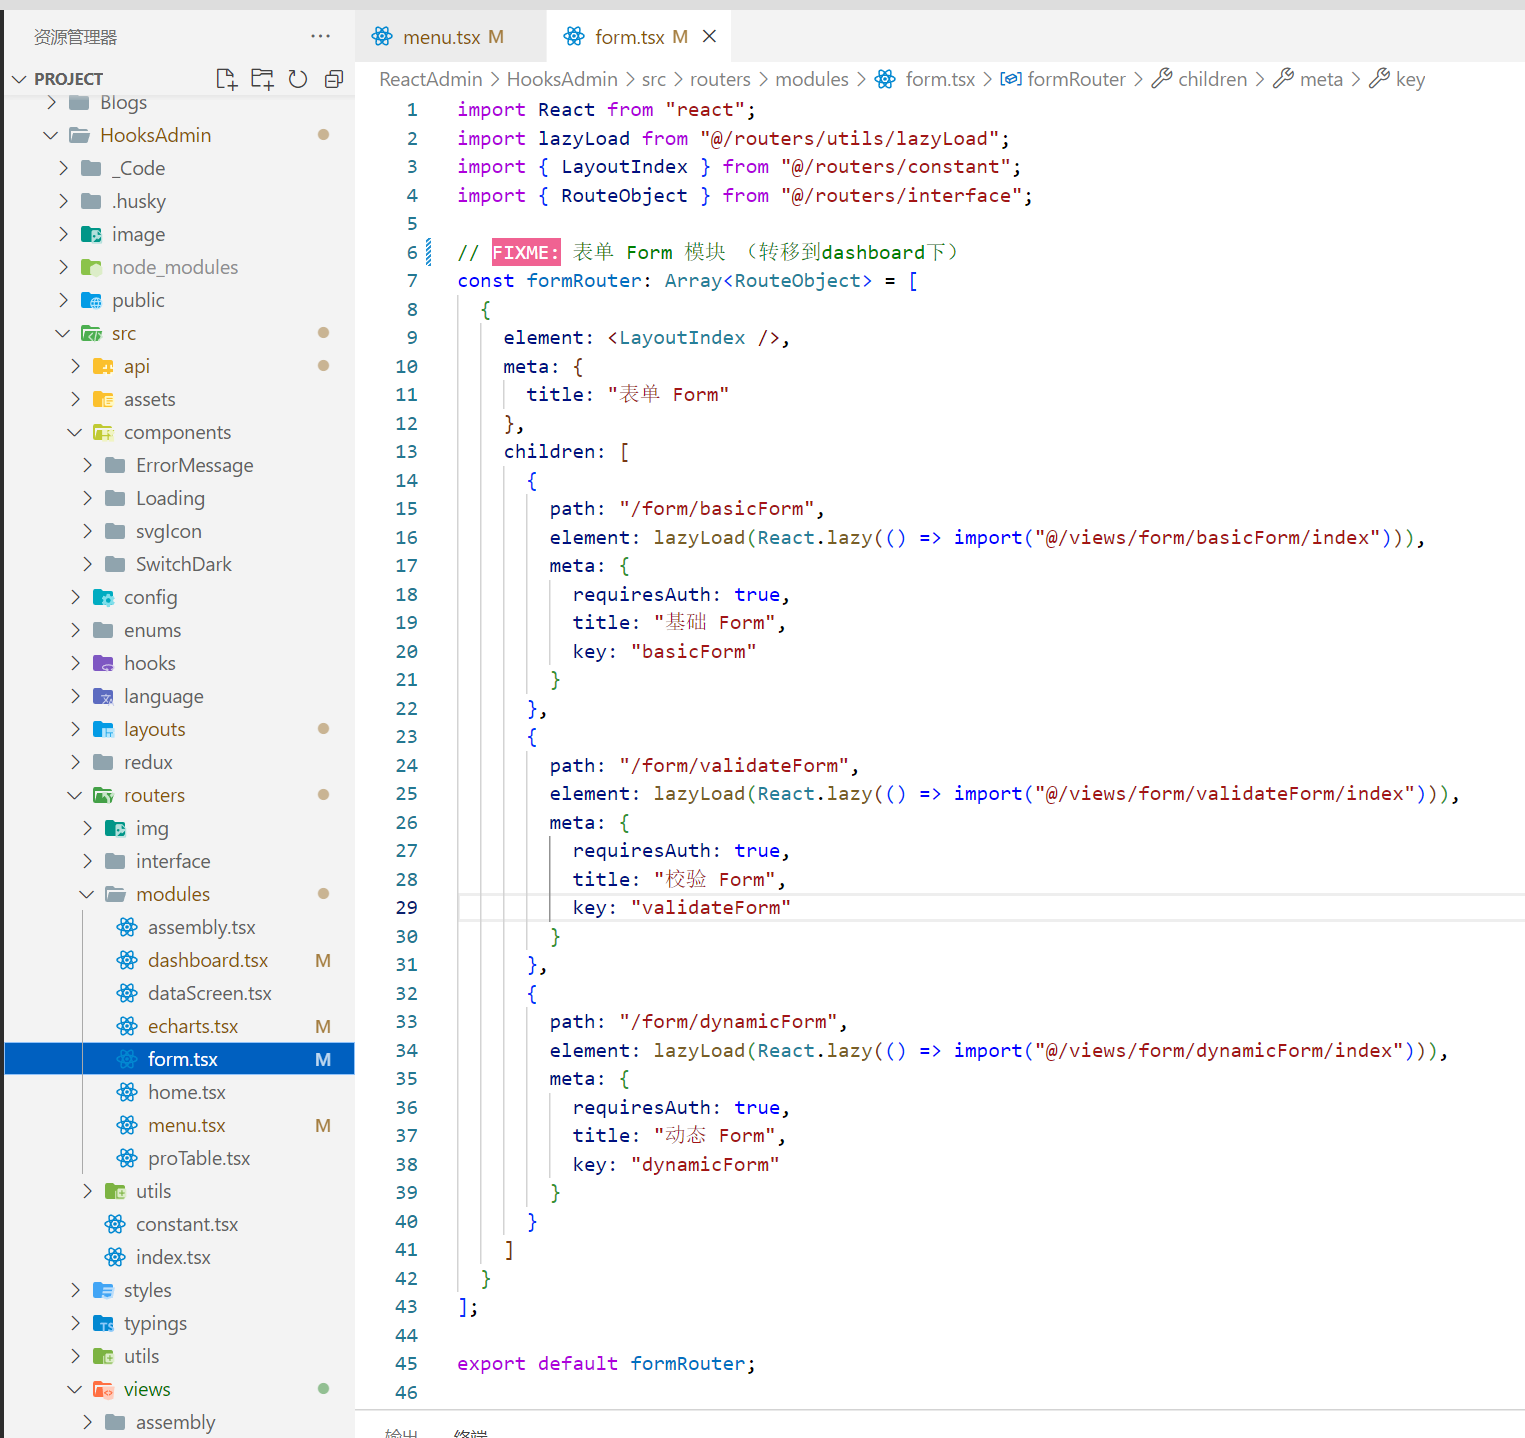 资源管理器
PROJECT
Blogs
HooksAdmin
_Code
.husky
image
node_modules
public
src
api
assets
components
ErrorMessage
Loading
svgIcon
SwitchDark
config
enums
hooks
language
layouts
redux
routers
img
interface
modules
assembly.tsx
dashboard.tsx M
dataScreen.tsx
echarts.tsx M
form.tsx M
home.tsx
menu.tsx M
proTable.tsx
utils
constant.tsx
index.tsx
styles
typings
utils
views
assembly
menu.tsx M
form.tsx M
ReactAdmin > HooksAdmin > src > routers > modules > form.tsx > formRouter > children > meta > key
1 import React from "react";
2 import lazyLoad from "@/routers/utils/lazyLoad";
3 import { LayoutIndex } from "@/routers/constant";
4 import { RouteObject } from "@/routers/interface";
5
6 // FIXME: 表单 Form 模块 （转移到dashboard下）
7 const formRouter: Array<RouteObject> = [
8 {
9 element: <LayoutIndex />,
10 meta: {
11 title: "表单 Form"
12 },
13 children: [
14 {
15 path: "/form/basicForm",
16 element: lazyLoad(React.lazy(() => import("@/views/form/basicForm/index"))),
17 meta: {
18 requiresAuth: true,
19 title: "基础 Form",
20 key: "basicForm"
21 }
22 },
23 {
24 path: "/form/validateForm",
25 element: lazyLoad(React.lazy(() => import("@/views/form/validateForm/index"))),
26 meta: {
27 requiresAuth: true,
28 title: "校验 Form",
29 key: "validateForm"
30 }
31 },
32 {
33 path: "/form/dynamicForm",
34 element: lazyLoad(React.lazy(() => import("@/views/form/dynamicForm/index"))),
35 meta: {
36 requiresAuth: true,
37 title: "动态 Form",
38 key: "dynamicForm"
39 }
40 }
41 ]
42 }
43 ];
44
45 export default formRouter;
46
输出 终端